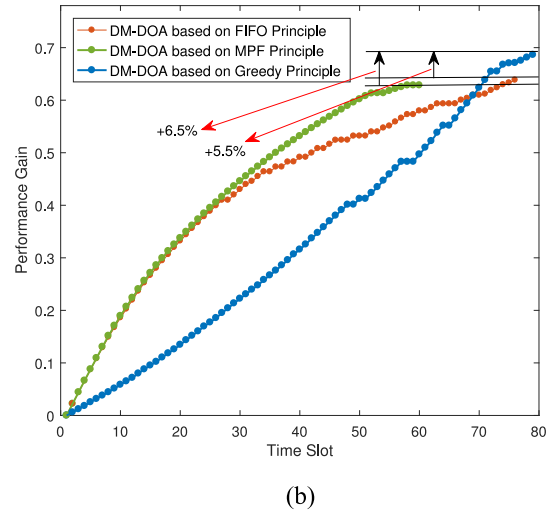 DM-DOA based on FIFO Principle
DM-DOA based on MPF Principle
DM-DOA based on Greedy Principle
+6.5%
+5.5%
Performance Gain
0.7
0.6
0.5
0.4
0.3
0.2
0.1
0
0 10 20 30 40 50 60 70 80
Time Slot
(b)